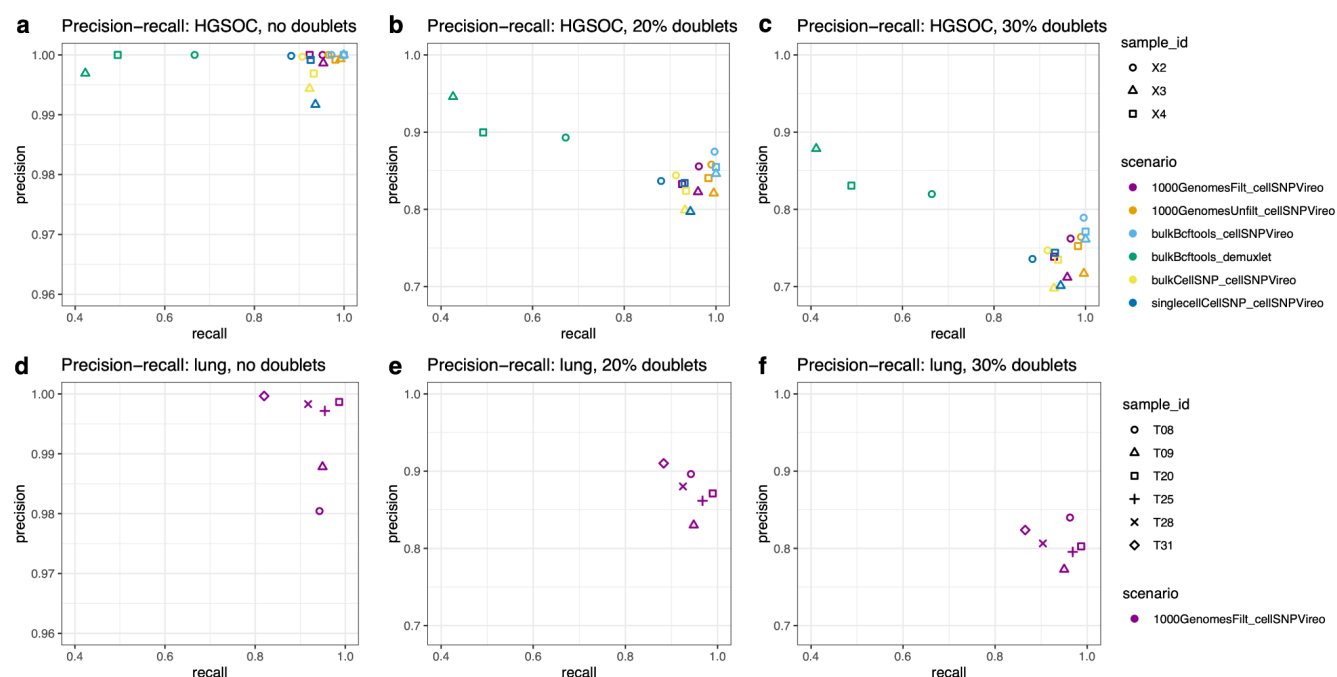 a Precision−recall: HGSOC, no doublets
1.00
0.99
0.98
0.97
0.96
precision
0.4 0.6 0.8 1.0
recall
b Precision−recall: HGSOC, 20% doublets
1.0
0.9
0.8
0.7
precision
0.4 0.6 0.8 1.0
recall
c Precision−recall: HGSOC, 30% doublets
1.0
0.9
0.8
0.7
precision
0.4 0.6 0.8 1.0
recall
sample_id
X2
X3
X4
scenario
1000GenomesFilt_cellSNPVireo
1000GenomesUnfilt_cellSNPVireo
bulkBcftools_cellSNPVireo
bulkBcftools_demuxlet
bulkCellSNP_cellSNPVireo
singlecellCellSNP_cellSNPVireo
d Precision−recall: lung, no doublets
1.00
0.99
0.98
0.97
0.96
precision
0.4 0.6 0.8 1.0
recall
e Precision−recall: lung, 20% doublets
1.0
0.9
0.8
0.7
precision
0.4 0.6 0.8 1.0
recall
f Precision−recall: lung, 30% doublets
1.0
0.9
0.8
0.7
precision
0.4 0.6 0.8 1.0
recall
sample_id
T08
T09
T20
T25
T28
T31
scenario
1000GenomesFilt_cellSNPVireo